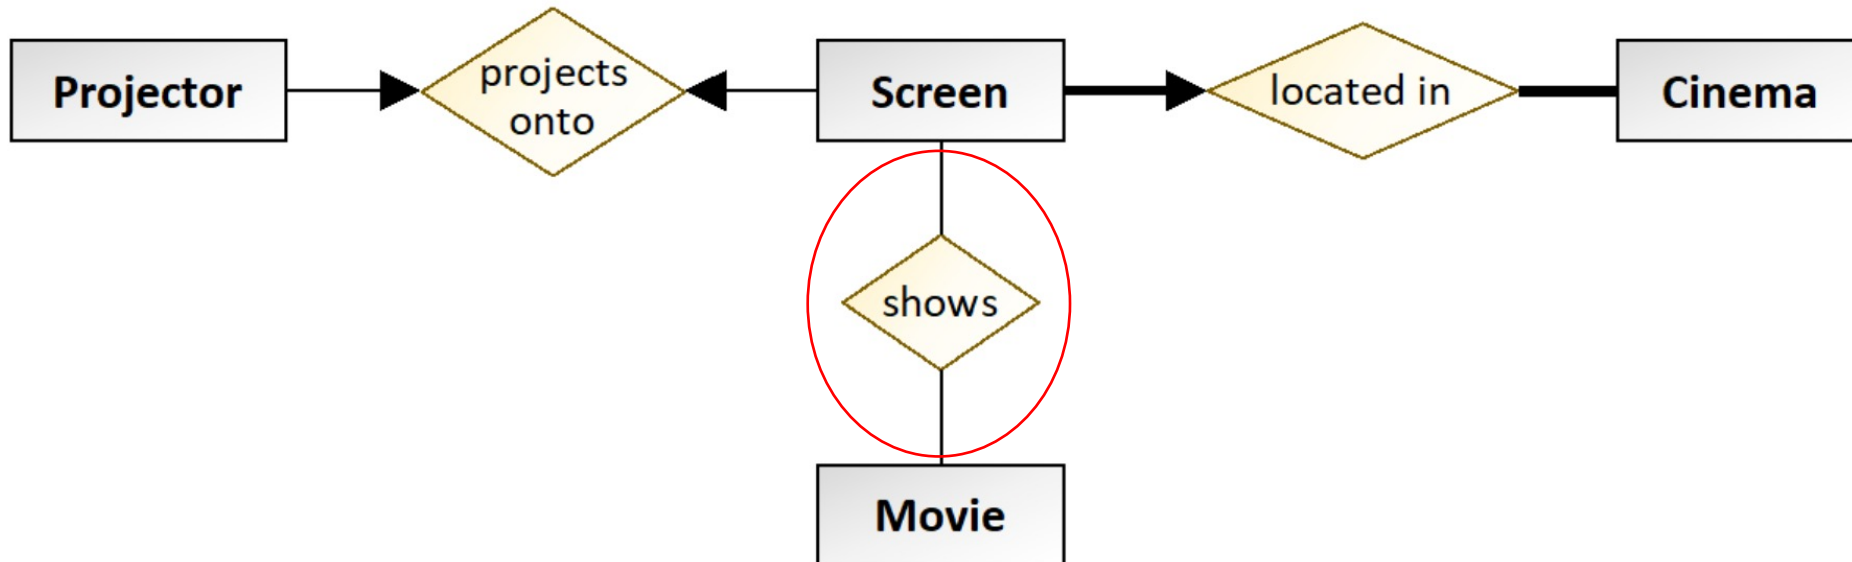 Projector
projects
onto
Screen
located in
Cinema
shows
Movie